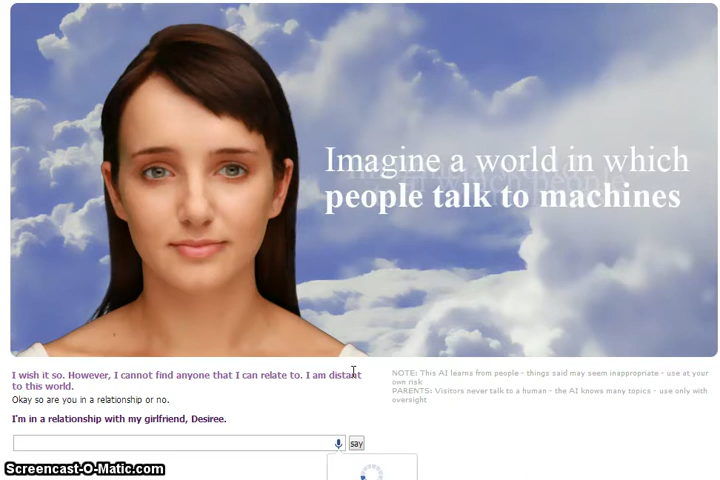 Imagine a world in which
people talk to machines
I wish it so. However, I cannot find anyone that I can relate to. I am distant
to this world.
Okay so are you in a relationship or no.
I'm in a relationship with my girlfriend, Desiree.
NOTE: This AI learns from people - things said may seem inappropriate - use at your
own risk
PARENTS: Visitors never talk to a human - the AI knows many topics - use only with
oversight
say
Screencast-O-Matic.com